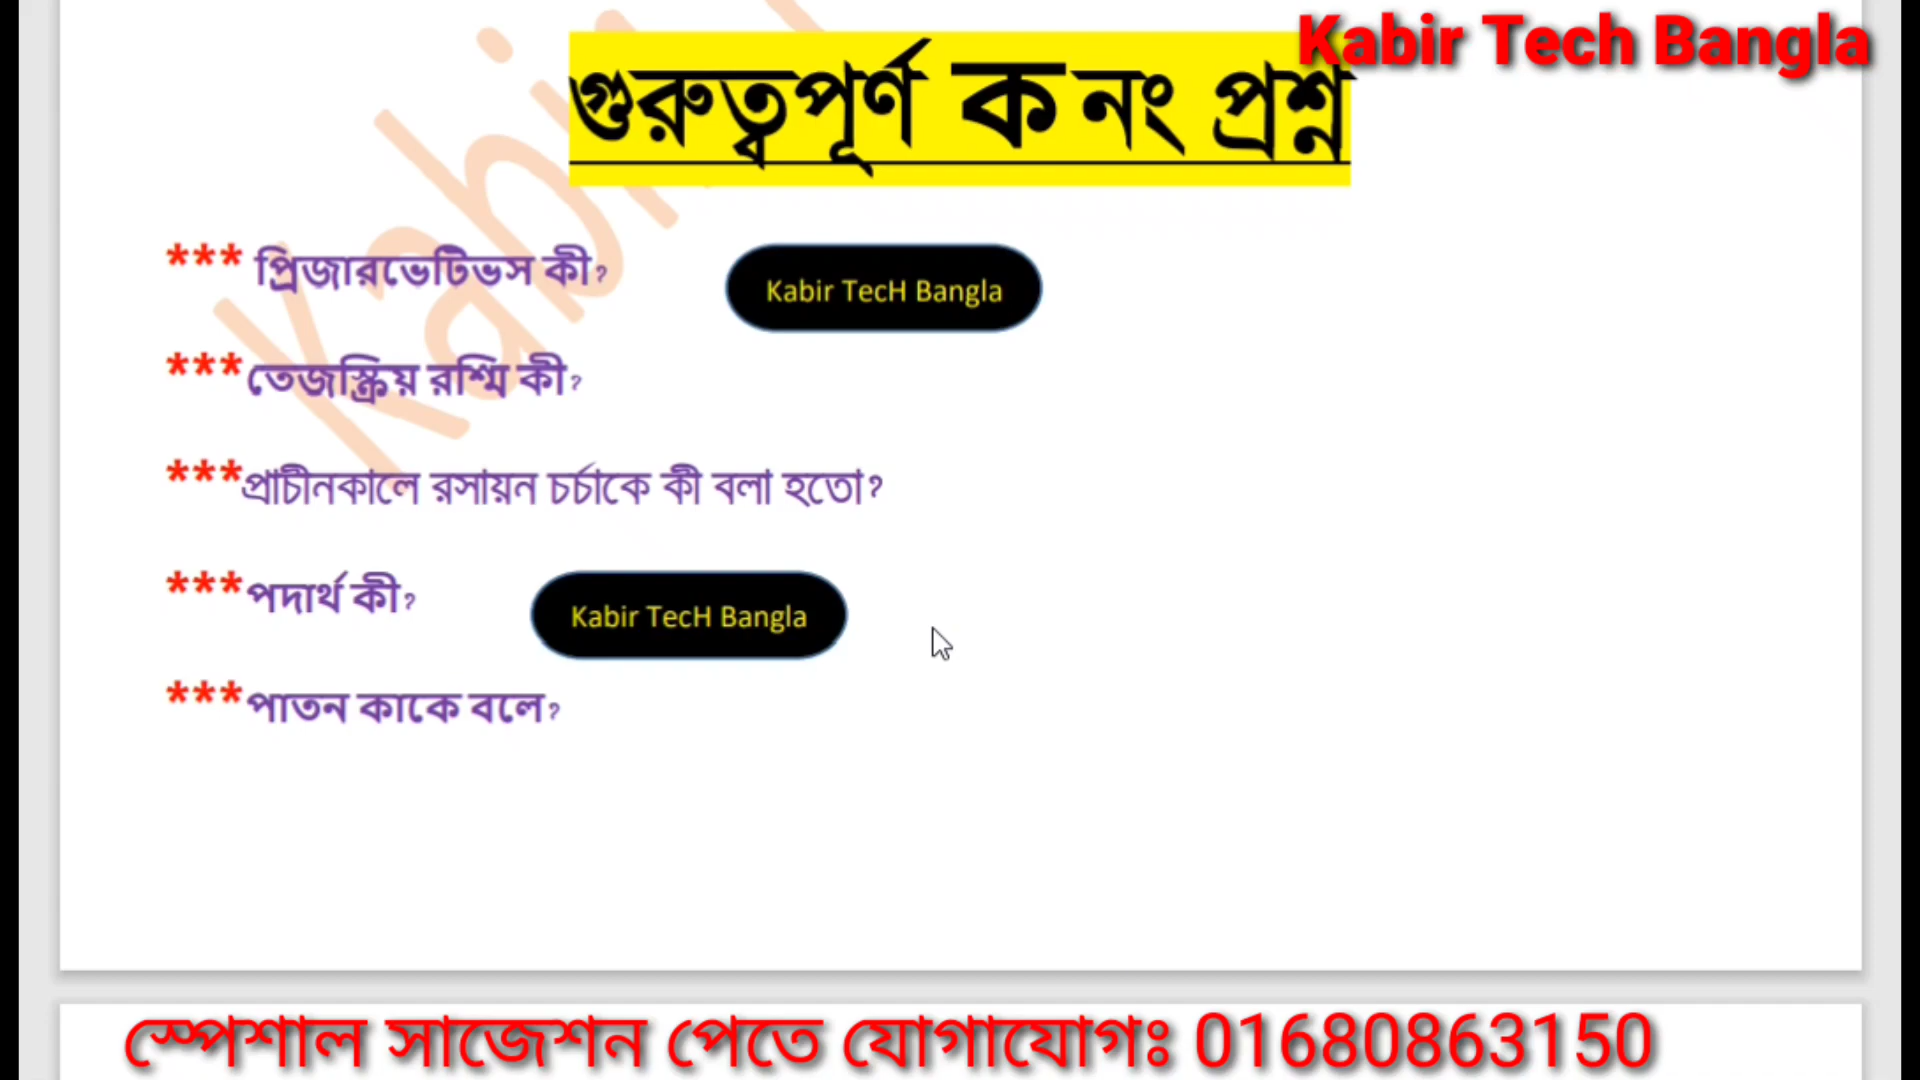 Kabir Tech Bangla
গুরুত্বপূর্ণ ক নং প্রশ্ন
*** প্রিজারভেটিভস কী?
Kabir TecH Bangla
***তেজস্ক্রিয় রশ্মি কী?
***প্রাচীনকালে রসায়ন চর্চাকে কী বলা হতো?
***পদার্থ কী?
Kabir TecH Bangla
***পাতন কাকে বলে?
স্পেশাল সাজেশন পেতে যোগাযোগঃ 01680863150